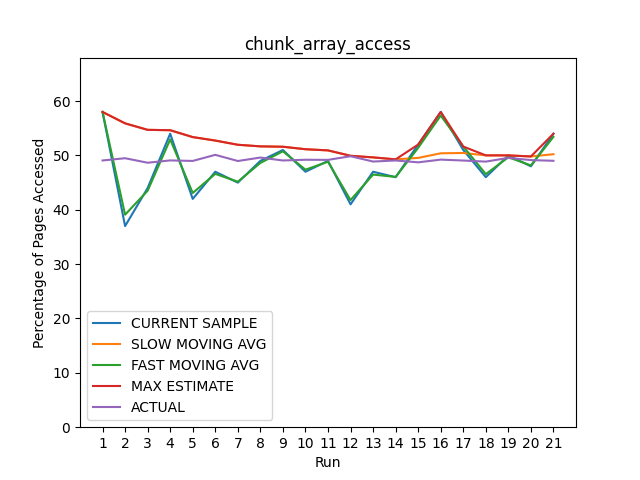 chunk_array_access
Percentage of Pages Accessed
60
50
40
30
20
10
0
CURRENT SAMPLE
SLOW MOVING AVG
FAST MOVING AVG
MAX ESTIMATE
ACTUAL
1 2 3 4 5 6 7 8 9 10 11 12 13 14 15 16 17 18 19 20 21
Run